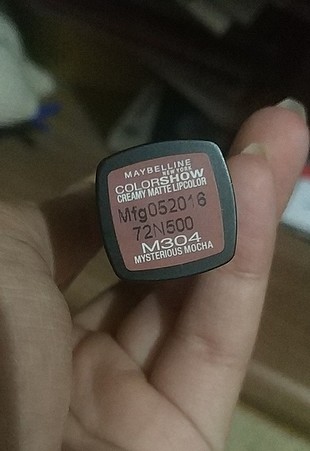 MAYBELLINE
NEW YORK
COLORSHOW
CREAMY MATTE LIPCOLOR
Mfg052016
72N500
M304
MYSTERIOUS MOCHA